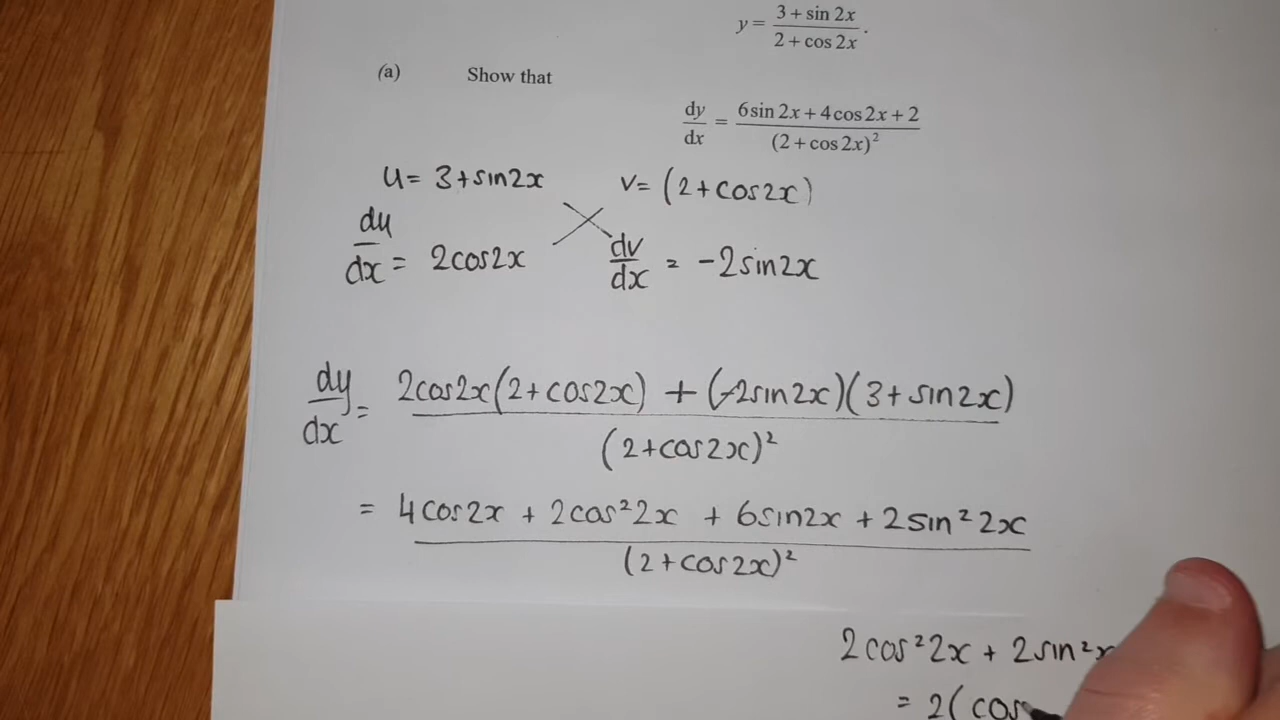 y = (3 + sin 2x)/(2 + cos 2x).
(a) Show that
dy/dx = (6 sin 2x + 4 cos 2x + 2)/(2 + cos 2x)²
u = 3 + sin2x v = (2 + cos2x)
du/dx = 2cos2x dv/dx = -2sin2x
dy/dx = (2cos2x(2 + cos2x) + (-2sin2x)(3 + sin2x))/(2 + cos2x)²
= (4cos2x + 2cos²2x + 6sin2x + 2sin²2x)/(2 + cos2x)²
2cos²2x + 2sin²x
= 2(cos